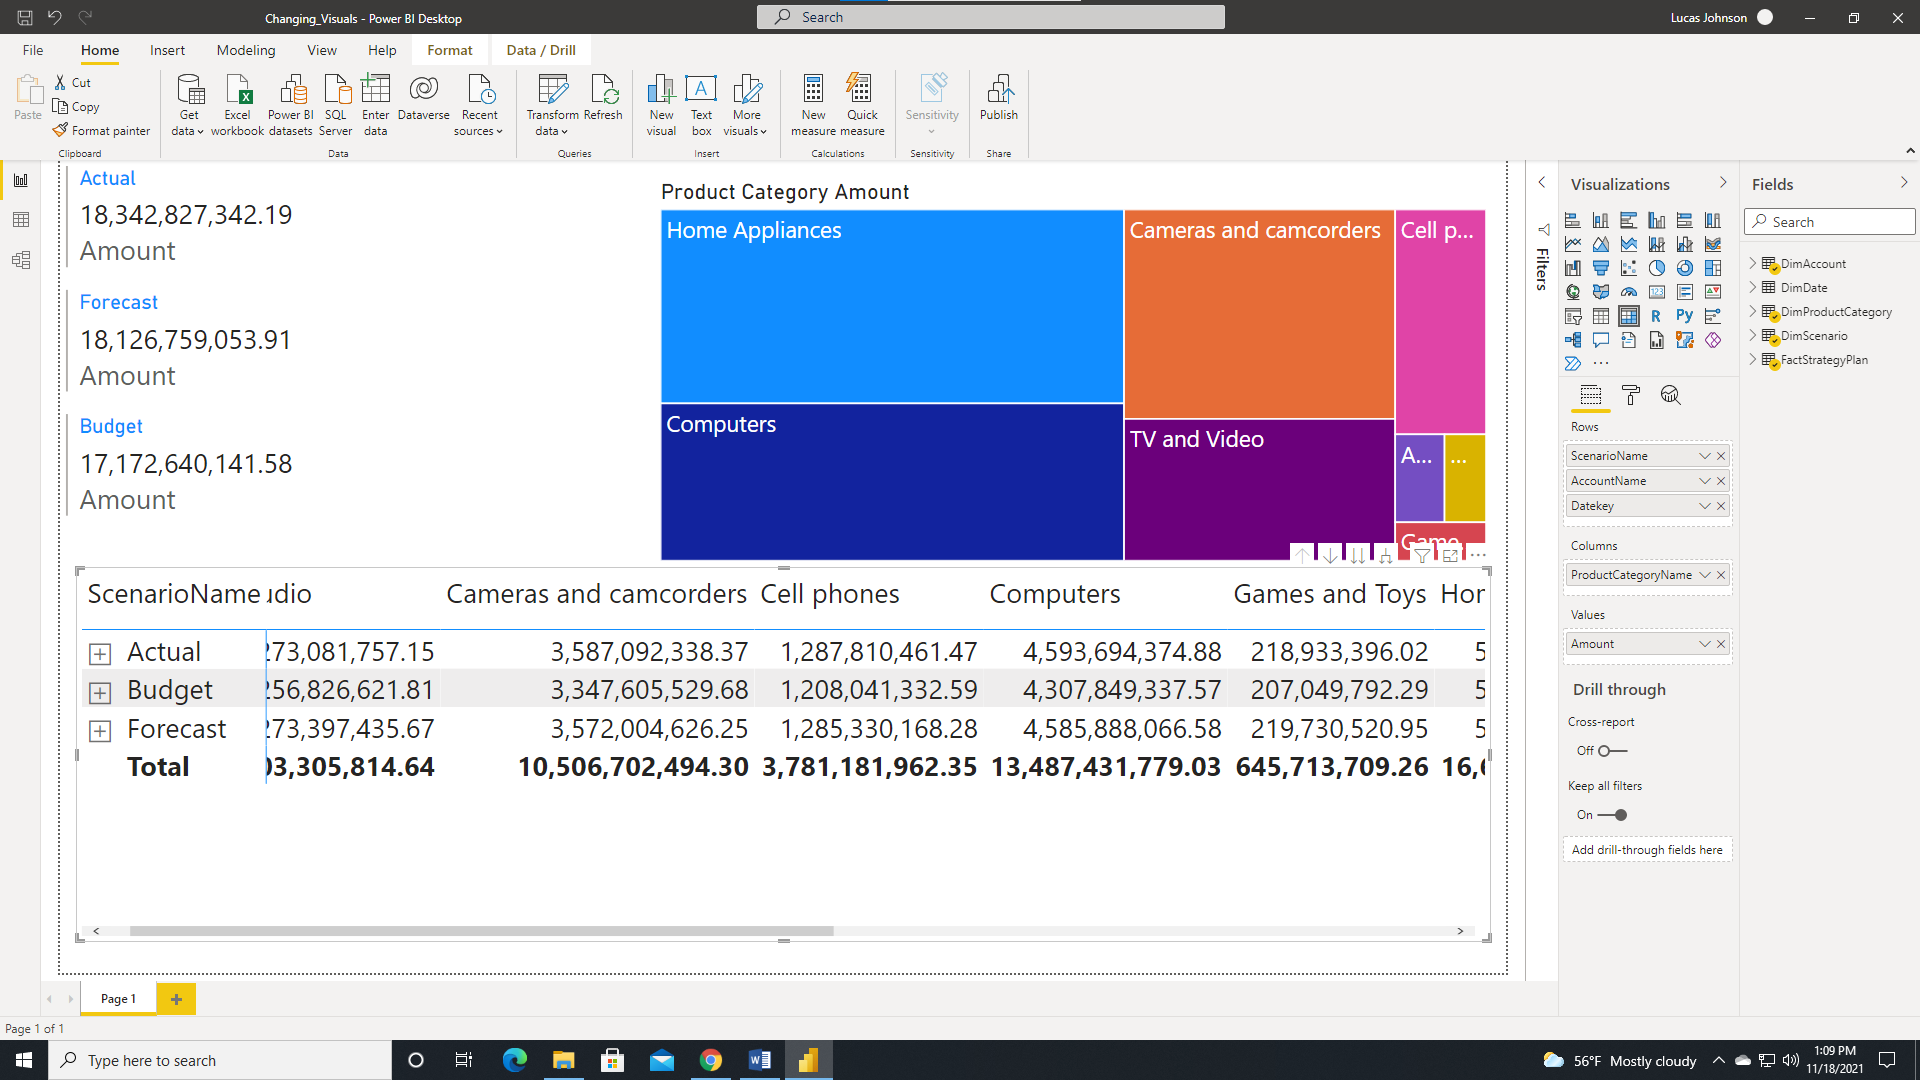 Changing_Visuals - Power BI Desktop
Search
Lucas Johnson
File Home Insert Modeling View Help Format Data / Drill
Paste
Cut
Copy
Format painter
Clipboard
Get data
Excel workbook
Power BI datasets
SQL Server
Enter data
Dataverse
Recent sources
Data
Transform data
Refresh
Queries
New visual
Text box
More visuals
Insert
New measure
Quick measure
Calculations
Sensitivity
Sensitivity
Publish
Share
Actual
18,342,827,342.19
Amount
Forecast
18,126,759,053.91
Amount
Budget
17,172,640,141.58
Amount
Product Category Amount
Home Appliances
Computers
Cameras and camcorders
TV and Video
Cell p...
A...
...
Game...
ScenarioName udio Cameras and camcorders Cell phones Computers Games and Toys Hor
Actual 273,081,757.15 3,587,092,338.37 1,287,810,461.47 4,593,694,374.88 218,933,396.02 5
Budget 256,826,621.81 3,347,605,529.68 1,208,041,332.59 4,307,849,337.57 207,049,792.29 5
Forecast 273,397,435.67 3,572,004,626.25 1,285,330,168.28 4,585,888,066.58 219,730,520.95 5
Total 03,305,814.64 10,506,702,494.30 3,781,181,962.35 13,487,431,779.03 645,713,709.26 16,6
Filters
Visualizations
R Py
123
...
Rows
ScenarioName
AccountName
Datekey
Columns
ProductCategoryName
Values
Amount
Drill through
Cross-report
Off
Keep all filters
On
Add drill-through fields here
Fields
Search
DimAccount
DimDate
DimProductCategory
DimScenario
FactStrategyPlan
Page 1
Page 1 of 1
Type here to search
56°F Mostly cloudy
1:09 PM
11/18/2021